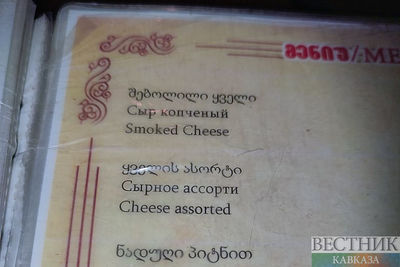 მენიუ/ME
შებოლილი ყველი
Сыр копченый
Smoked Cheese
ყველის ასორტი
Сырное ассорти
Cheese assorted
ნადუღი პიტნით
ВЕСТНИК
КАВКАЗА